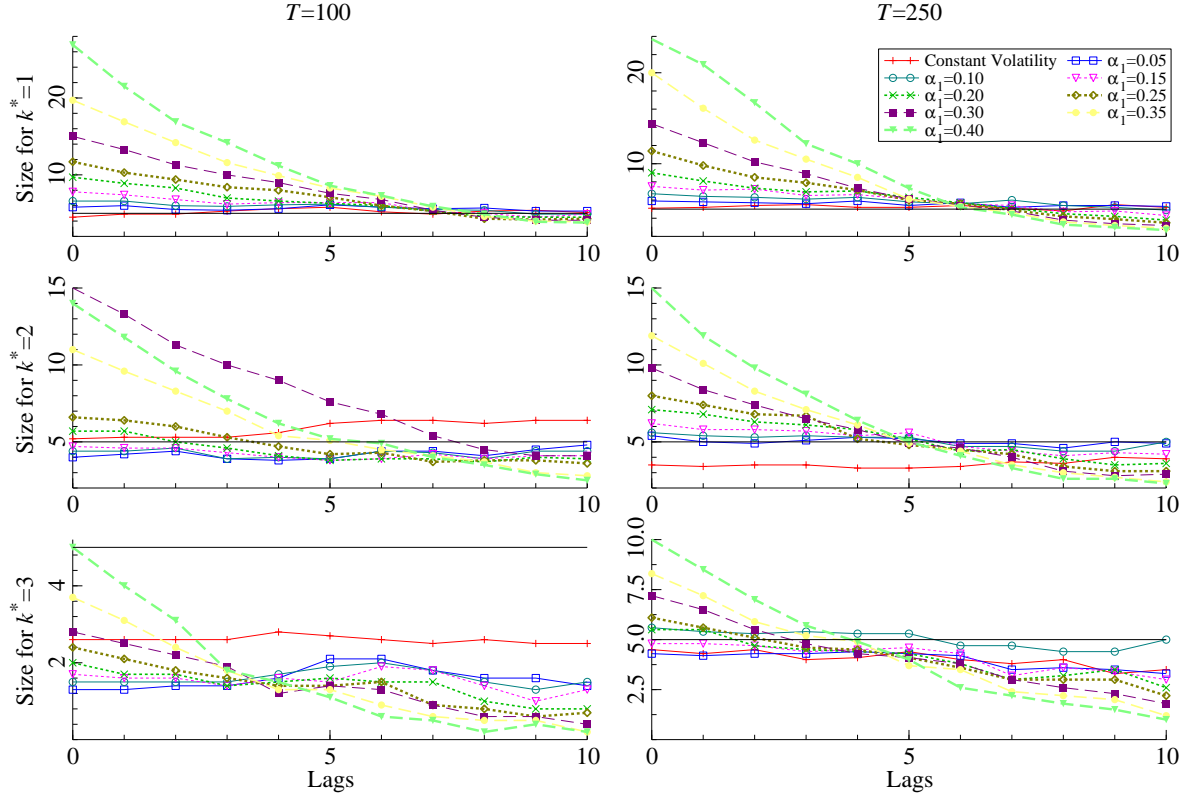 T=100
T=250
Size for k*=1
20
10
0 5 10
20
10
0 5 10
Constant Volatility
α1=0.05
α1=0.10
α1=0.15
α1=0.20
α1=0.25
α1=0.30
α1=0.35
α1=0.40
Size for k*=2
15
10
5
0 5 10
15
10
5
0 5 10
Size for k*=3
4
2
0 5 10
Lags
10.0
7.5
5.0
2.5
0 5 10
Lags